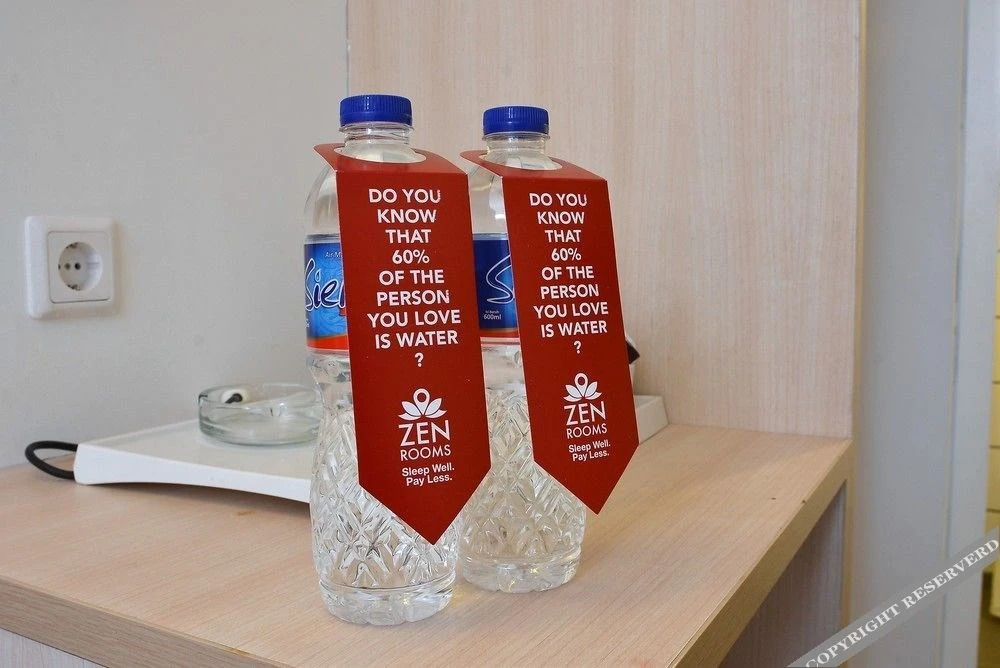 DO YOU
KNOW
THAT
60%
OF THE
PERSON
YOU LOVE
IS WATER
?
ZEN
ROOMS
Sleep Well.
Pay Less.
DO YOU
KNOW
THAT
60%
OF THE
PERSON
YOU LOVE
IS WATER
?
ZEN
ROOMS
Sleep Well.
Pay Less.
600ml
COPYRIGHT RESERVERD